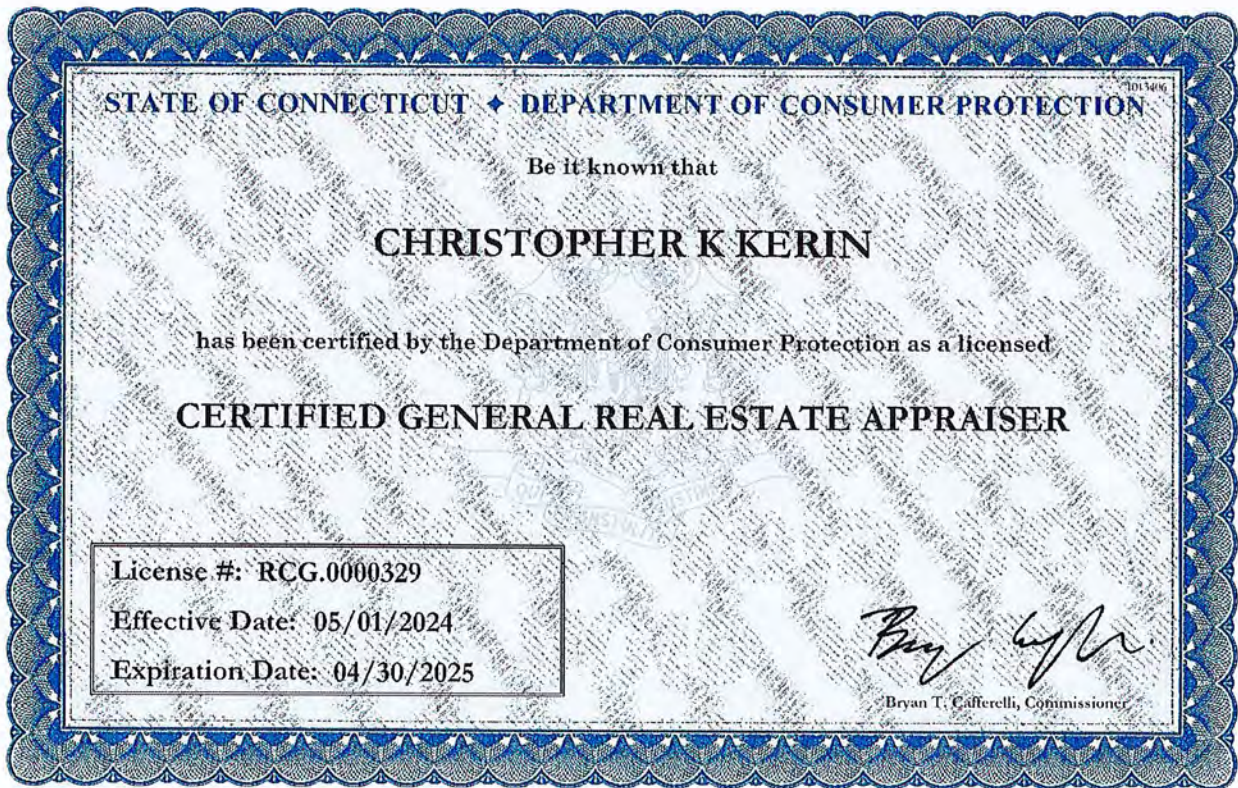 1013406
STATE OF CONNECTICUT ✦ DEPARTMENT OF CONSUMER PROTECTION
Be it known that
CHRISTOPHER K KERIN
has been certified by the Department of Consumer Protection as a licensed
CERTIFIED GENERAL REAL ESTATE APPRAISER
License #: RCG.0000329
Effective Date: 05/01/2024
Expiration Date: 04/30/2025
Bryan T. Cafferelli, Commissioner